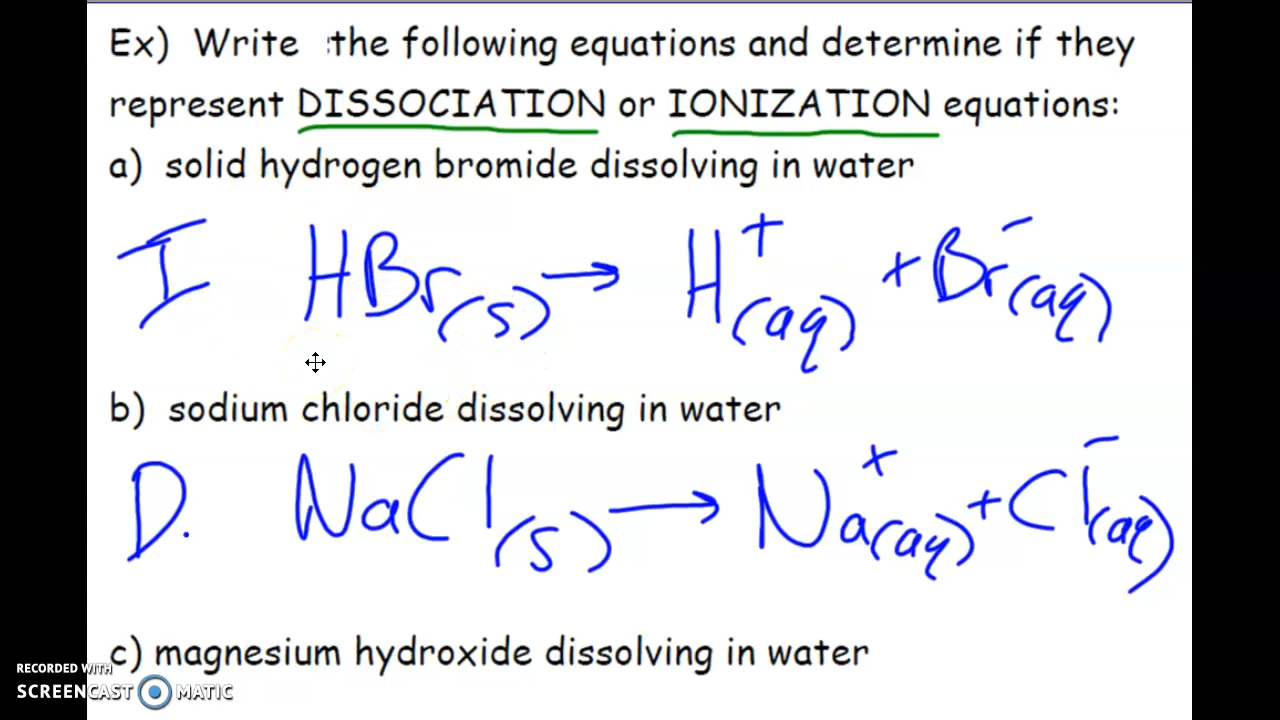 Ex) Write the following equations and determine if they
represent DISSOCIATION or IONIZATION equations:
a) solid hydrogen bromide dissolving in water
I HBr(s) → H⁺(aq) + Br⁻(aq)
b) sodium chloride dissolving in water
D. NaCl(s) → Na⁺(aq) + Cl⁻(aq)
c) magnesium hydroxide dissolving in water
RECORDED WITH
SCREENCAST MATIC